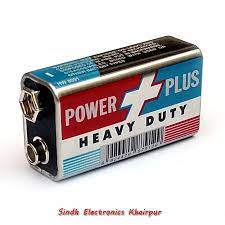 POWER PLUS
HEAVY DUTY
Sindh Electronics Khairpur